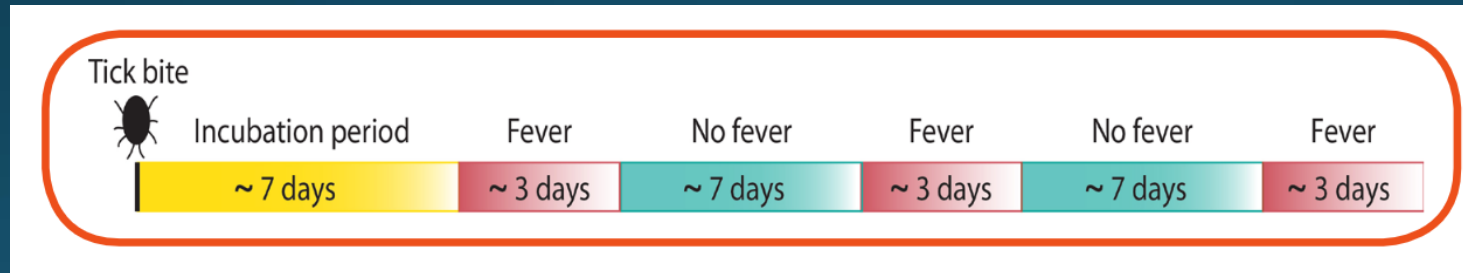 Tick bite
Incubation period Fever No fever Fever No fever Fever
~ 7 days ~ 3 days ~ 7 days ~ 3 days ~ 7 days ~ 3 days